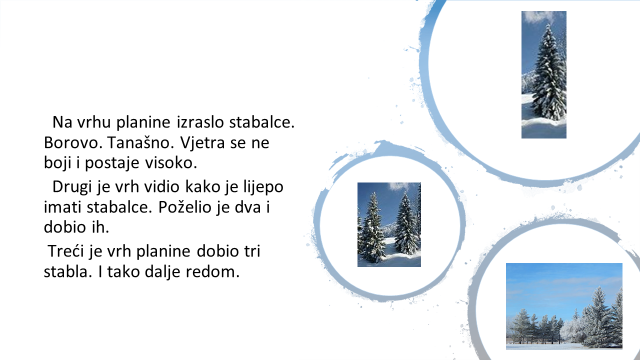 Na vrhu planine izraslo stabalce.
Borovo. Tanašno. Vjetra se ne
boji i postaje visoko.
Drugi je vrh vidio kako je lijepo
imati stabalce. Poželio je dva i
dobio ih.
Treći je vrh planine dobio tri
stabla. I tako dalje redom.